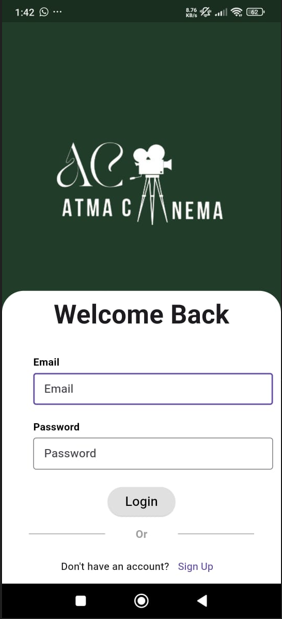 1:42
8.76
KB/s
62
AC
ATMA C NEMA
Welcome Back
Email
Email
Password
Password
Login
Or
Don't have an account? Sign Up